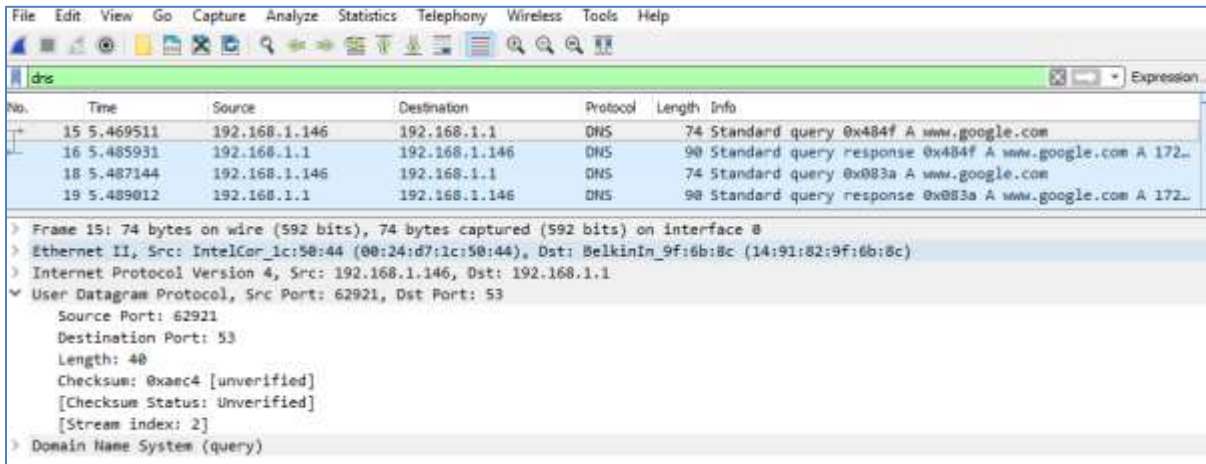 File Edit View Go Capture Analyze Statistics Telephony Wireless Tools Help
dns
Expression...
No. Time Source Destination Protocol Length Info
15 5.469511 192.168.1.146 192.168.1.1 DNS 74 Standard query 0x484f A www.google.com
16 5.485931 192.168.1.1 192.168.1.146 DNS 90 Standard query response 0x484f A www.google.com A 172…
18 5.487144 192.168.1.146 192.168.1.1 DNS 74 Standard query 0x083a A www.google.com
19 5.489012 192.168.1.1 192.168.1.146 DNS 90 Standard query response 0x083a A www.google.com A 172…
Frame 15: 74 bytes on wire (592 bits), 74 bytes captured (592 bits) on interface 0
Ethernet II, Src: IntelCor_1c:50:44 (00:24:d7:1c:50:44), Dst: BelkinIn_9f:6b:8c (14:91:82:9f:6b:8c)
Internet Protocol Version 4, Src: 192.168.1.146, Dst: 192.168.1.1
User Datagram Protocol, Src Port: 62921, Dst Port: 53
Source Port: 62921
Destination Port: 53
Length: 40
Checksum: 0xaec4 [unverified]
[Checksum Status: Unverified]
[Stream index: 2]
Domain Name System (query)